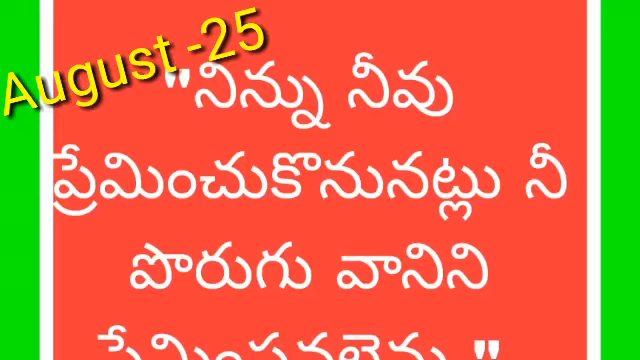 August -25
"నిన్ను నీవు
ప్రేమించుకొనునట్లు నీ
పొరుగు వానిని